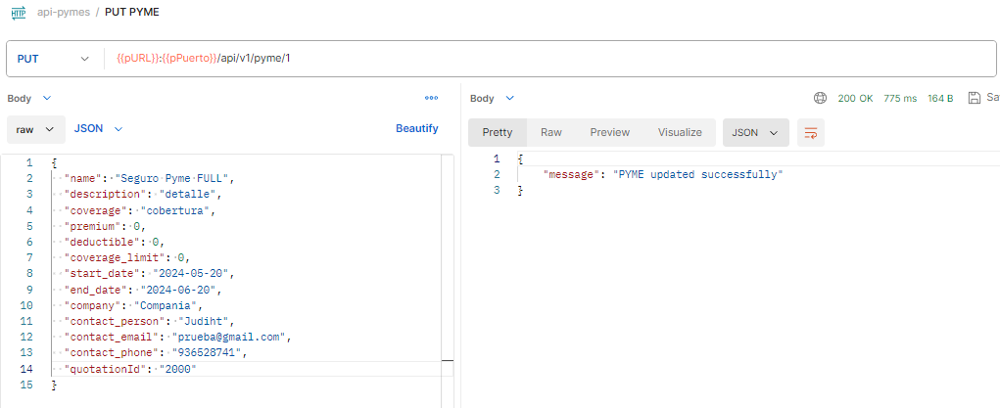 HTTP api-pymes / PUT PYME
PUT {{pURL}}:{{pPuerto}}/api/v1/pyme/1
Body
raw JSON Beautify
1 {
2 "name": "Seguro Pyme FULL",
3 "description": "detalle",
4 "coverage": "cobertura",
5 "premium": 0,
6 "deductible": 0,
7 "coverage_limit": 0,
8 "start_date": "2024-05-20",
9 "end_date": "2024-06-20",
10 "company": "Compania",
11 "contact_person": "Judiht",
12 "contact_email": "prueba@gmail.com",
13 "contact_phone": "936528741",
14 "quotationId": "2000"
15 }
Body 200 OK 775 ms 164 B Sa
Pretty Raw Preview Visualize JSON
1 {
2 "message": "PYME updated successfully"
3 }